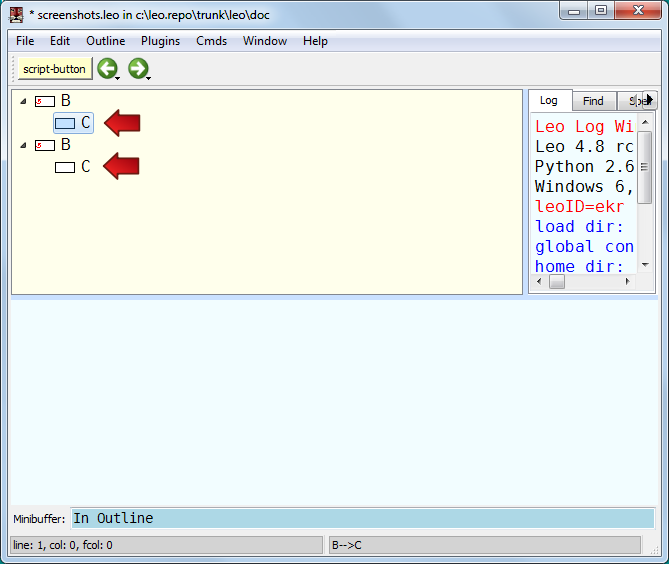 * screenshots.leo in c:\leo.repo\trunk\leo\doc
File Edit Outline Plugins Cmds Window Help
script-button
B
C
B
C
Log Find
Leo Log Wi
Leo 4.8 rc
Python 2.6
Windows 6,
leoID=ekr
load dir:
global con
home dir:
Minibuffer: In Outline
line: 1, col: 0, fcol: 0
B-->C